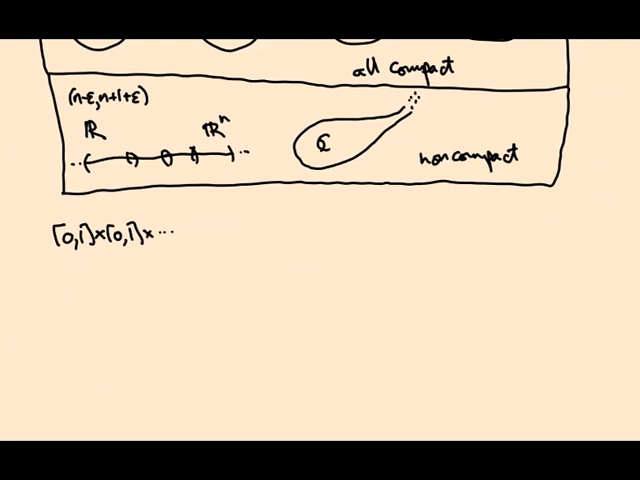 all compact
(n-ε,n+1+ε)
ℝ ℝⁿ
noncompact
[0,1]×[0,1]×⋯